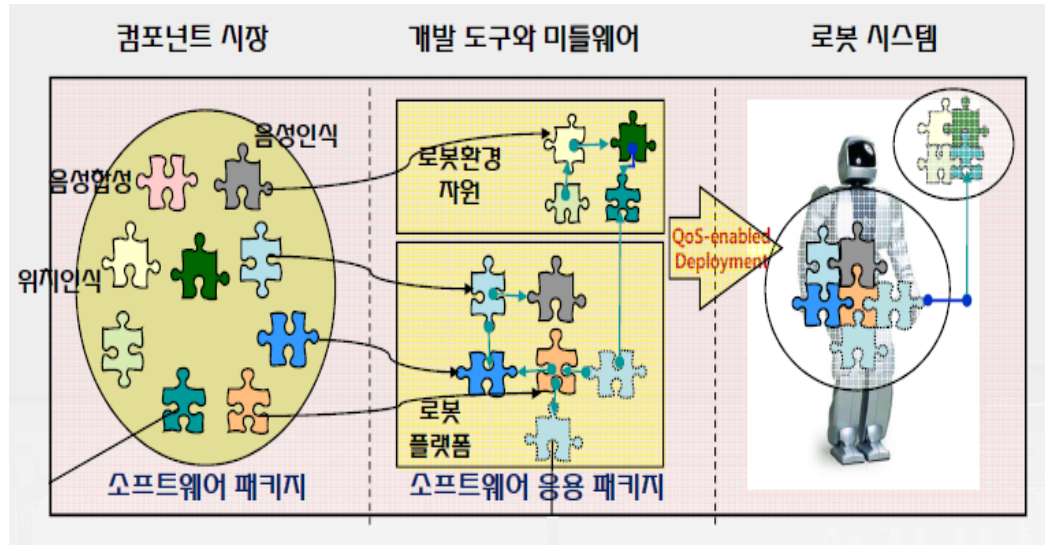 컴포넌트 시장
개발 도구와 미들웨어
로봇 시스템
음성인식
음성합성
위치인식
로봇환경
자원
QoS-enabled
Deployment
로봇
플랫폼
소프트웨어 패키지
소프트웨어 응용 패키지